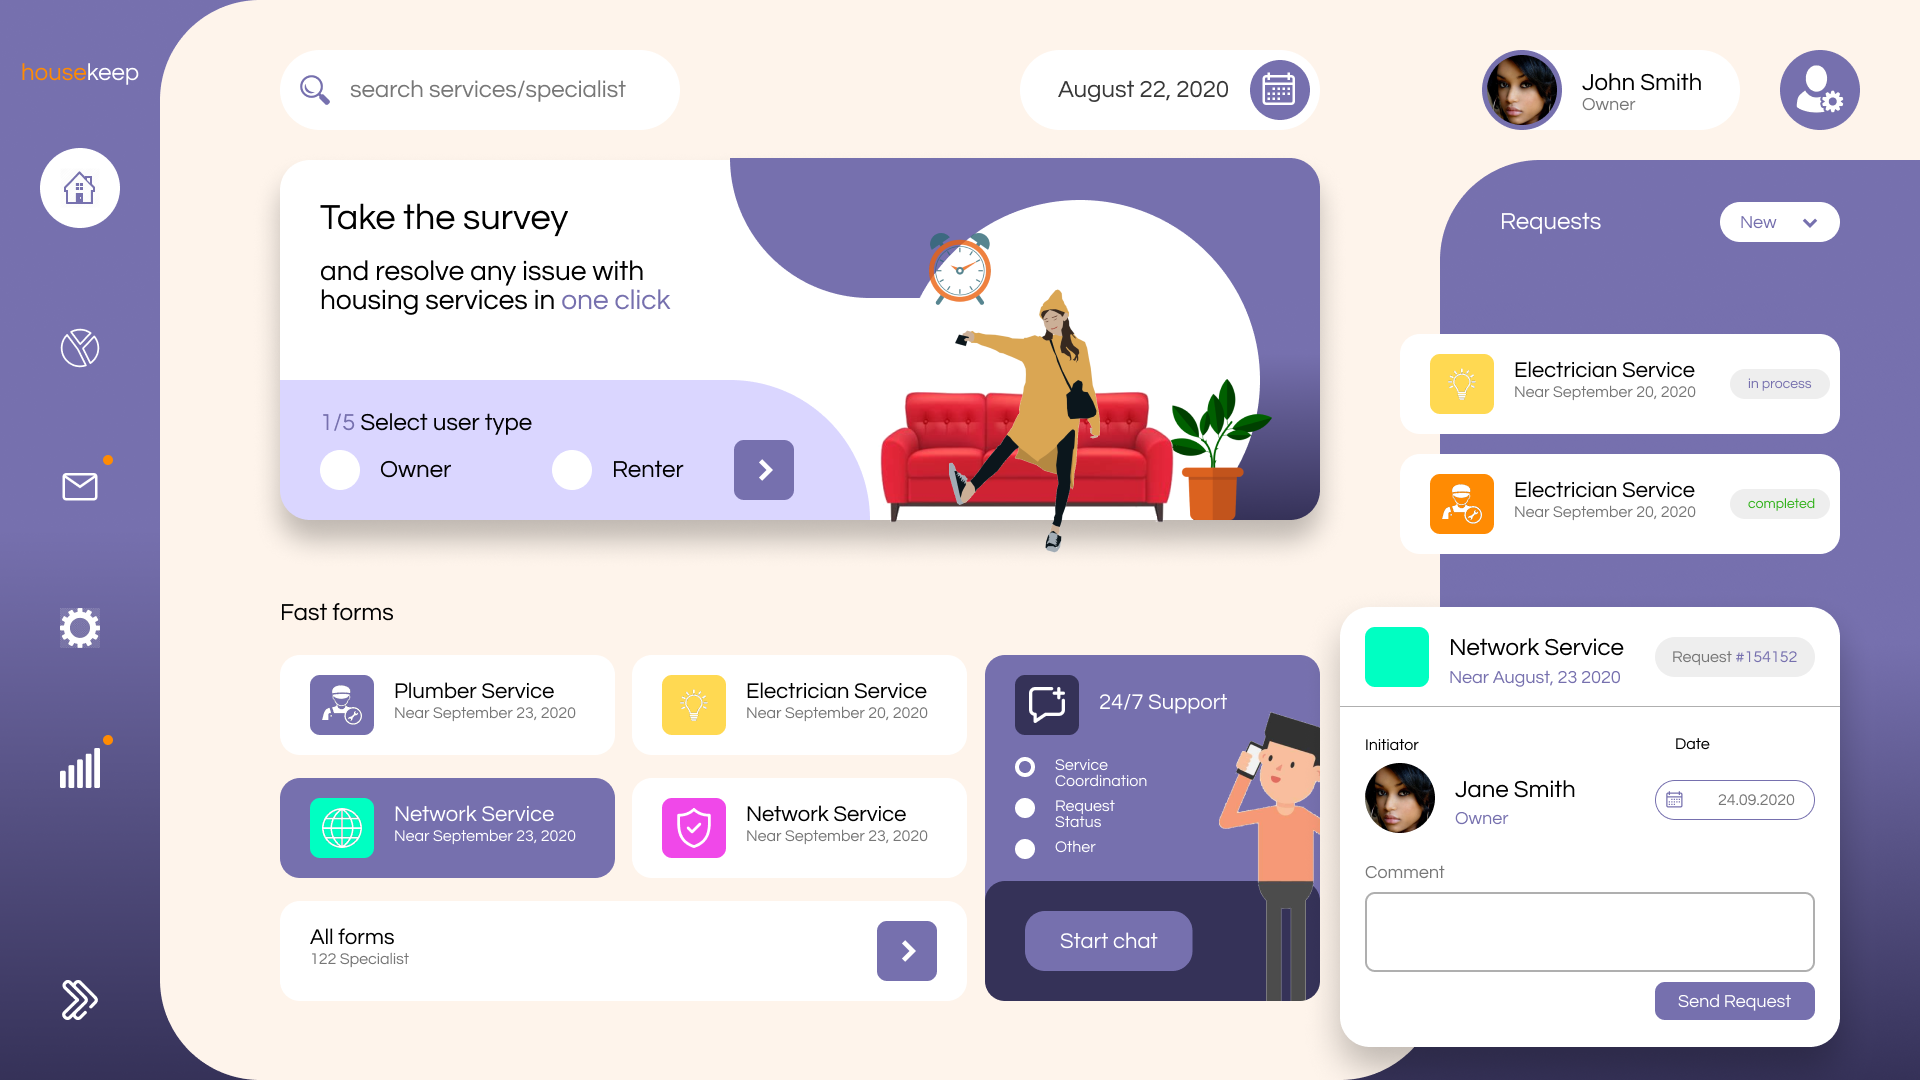 housekeep
search services/specialist
August 22, 2020
John Smith
Owner
Take the survey
and resolve any issue with
housing services in one click
1/5 Select user type
Owner
Renter
Requests
New
Electrician Service
Near September 20, 2020
in process
Electrician Service
Near September 20, 2020
completed
Fast forms
Plumber Service
Near September 23, 2020
Electrician Service
Near September 20, 2020
Network Service
Near September 23, 2020
Network Service
Near September 23, 2020
All forms
122 Specialist
24/7 Support
Service
Coordination
Request
Status
Other
Start chat
Network Service
Near August, 23 2020
Request #154152
Initiator
Date
Jane Smith
Owner
24.09.2020
Comment
Send Request